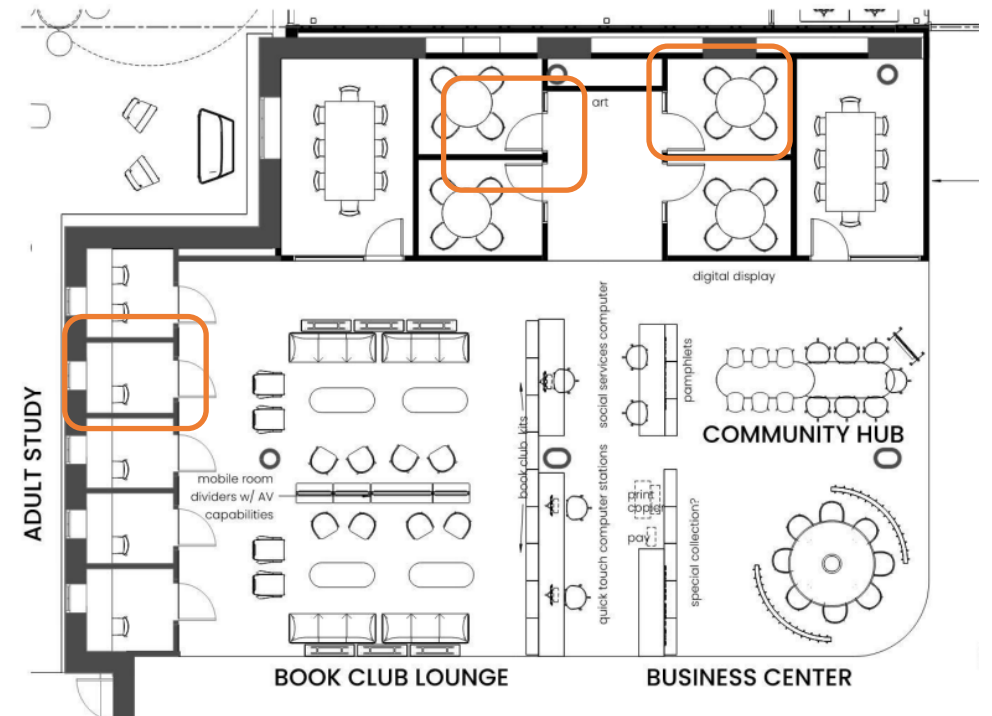 art
digital display
social services computer
pamphlets
COMMUNITY HUB
ADULT STUDY
book club kits
mobile room
dividers w/ AV
capabilities
quick touch computer stations
print
copier
pay
special collection?
BOOK CLUB LOUNGE
BUSINESS CENTER